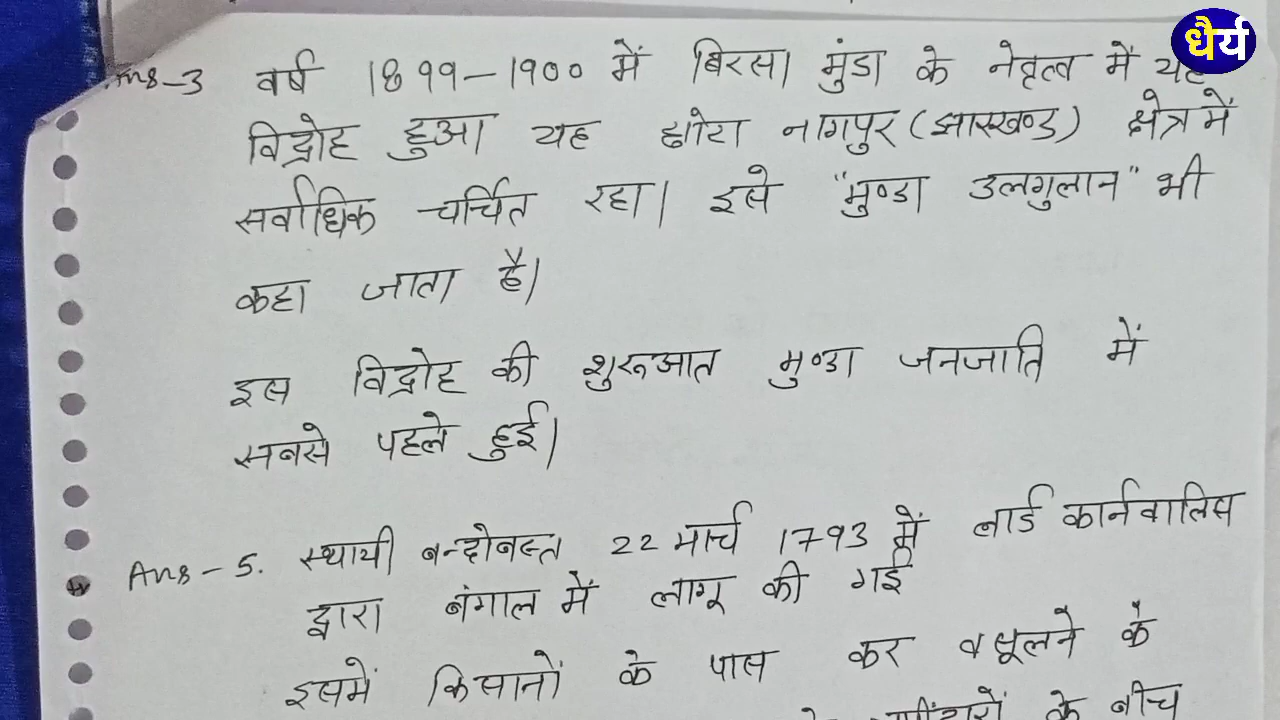 धैर्य
Ans-3 वर्ष 1899-1900 में बिरसा मुंडा के नेतृत्व में यह
विद्रोह हुआ यह छोटा नागपुर (झारखण्ड) क्षेत्र में
सर्वाधिक चर्चित रहा। इसे "मुण्डा उलगुलान" भी
कहा जाता है।
इस विद्रोह की शुरूआत मुण्डा जनजाति में
सबसे पहले हुई।
Ans-5. स्थायी बन्दोबस्त 22 मार्च 1793 में लार्ड कार्नवालिस
द्वारा बंगाल में लागू की गई
इसमें किसानों के पास कर वसूलने के
के बीच